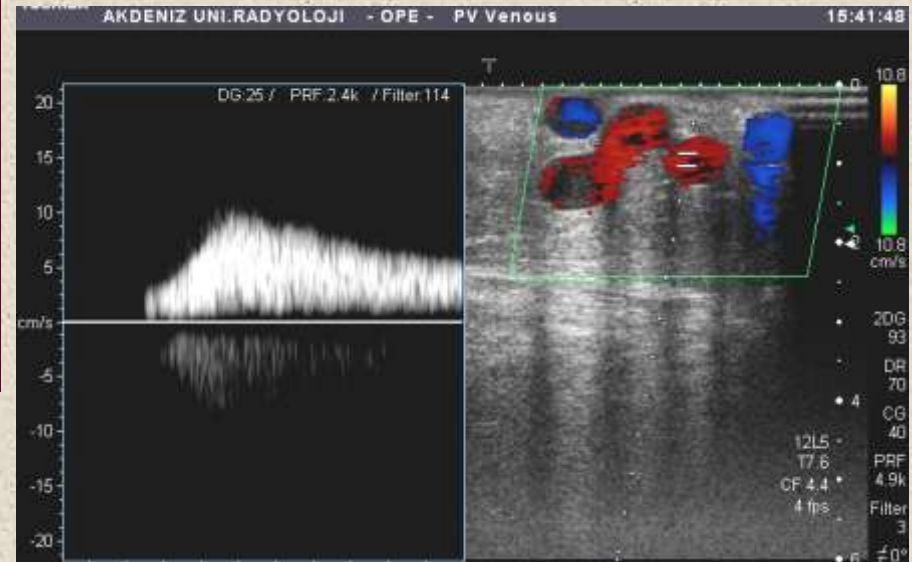 AKDENIZ UNI.RADYOLOJI - OPE - PV Venous 15:41:48
DG:25 / PRF:2.4k / Filter:114
T
20
15
10
5
cm/s
-5
-10
-15
-20
0
2
4
6
12L5
T7.6
CF 4.4
4 fps
10.8
10.8
cm/s
2DG
93
DR
70
CG
40
PRF
4.9k
Filter
3
0°